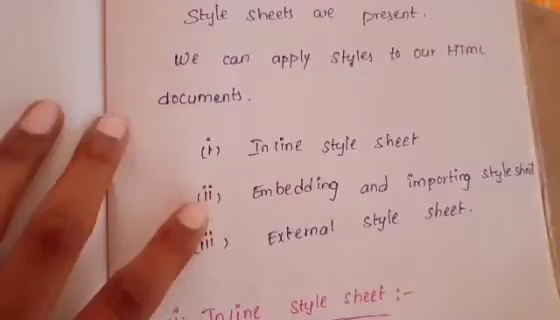 Style sheets are present.
We can apply styles to our HTML
documents.
(i) Inline style sheet
(ii) Embedding and importing style sheet
(iii) External style sheet.
i) Inline style sheet :-